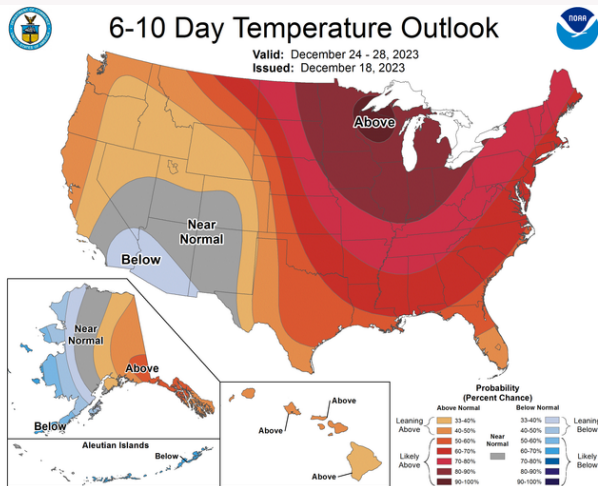 6-10 Day Temperature Outlook
Valid: December 24 - 28, 2023
Issued: December 18, 2023
NOAA
Above
Near
Normal
Below
Near
Normal
Above
Below
Aleutian Islands
Below
Above
Above
Above
Probability
(Percent Chance)
Above Normal
Below Normal
Leaning
Above
33-40%
40-50%
Likely
Above
50-60%
60-70%
70-80%
80-90%
90-100%
Near
Normal
33-40%
40-50%
Leaning
Below
50-60%
60-70%
70-80%
80-90%
90-100%
Likely
Below